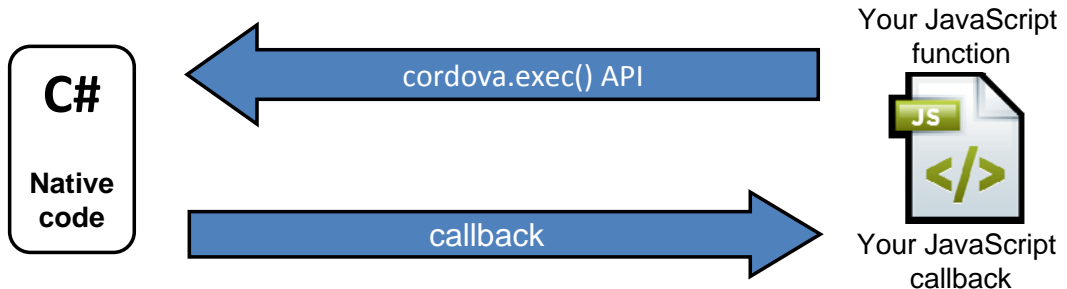 Your JavaScript
function
cordova.exec() API
C#
JS
</>
Native
code
callback
Your JavaScript
callback